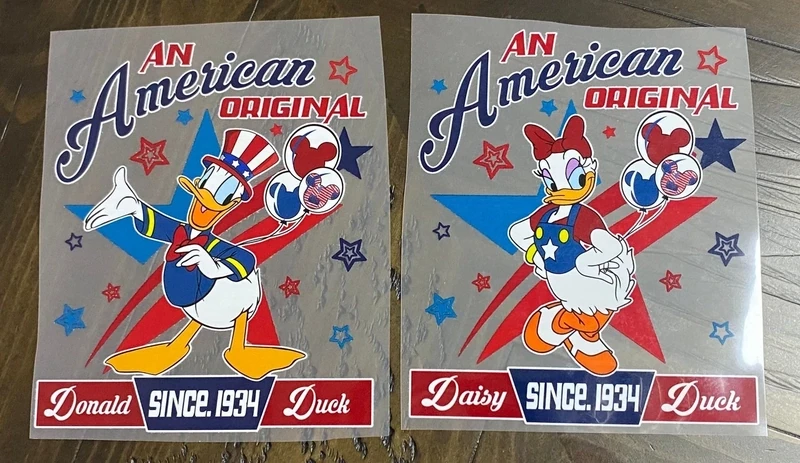 AN
American
ORIGINAL
Donald SINCE. 1934 Duck
AN
American
ORIGINAL
Daisy SINCE. 1934 Duck